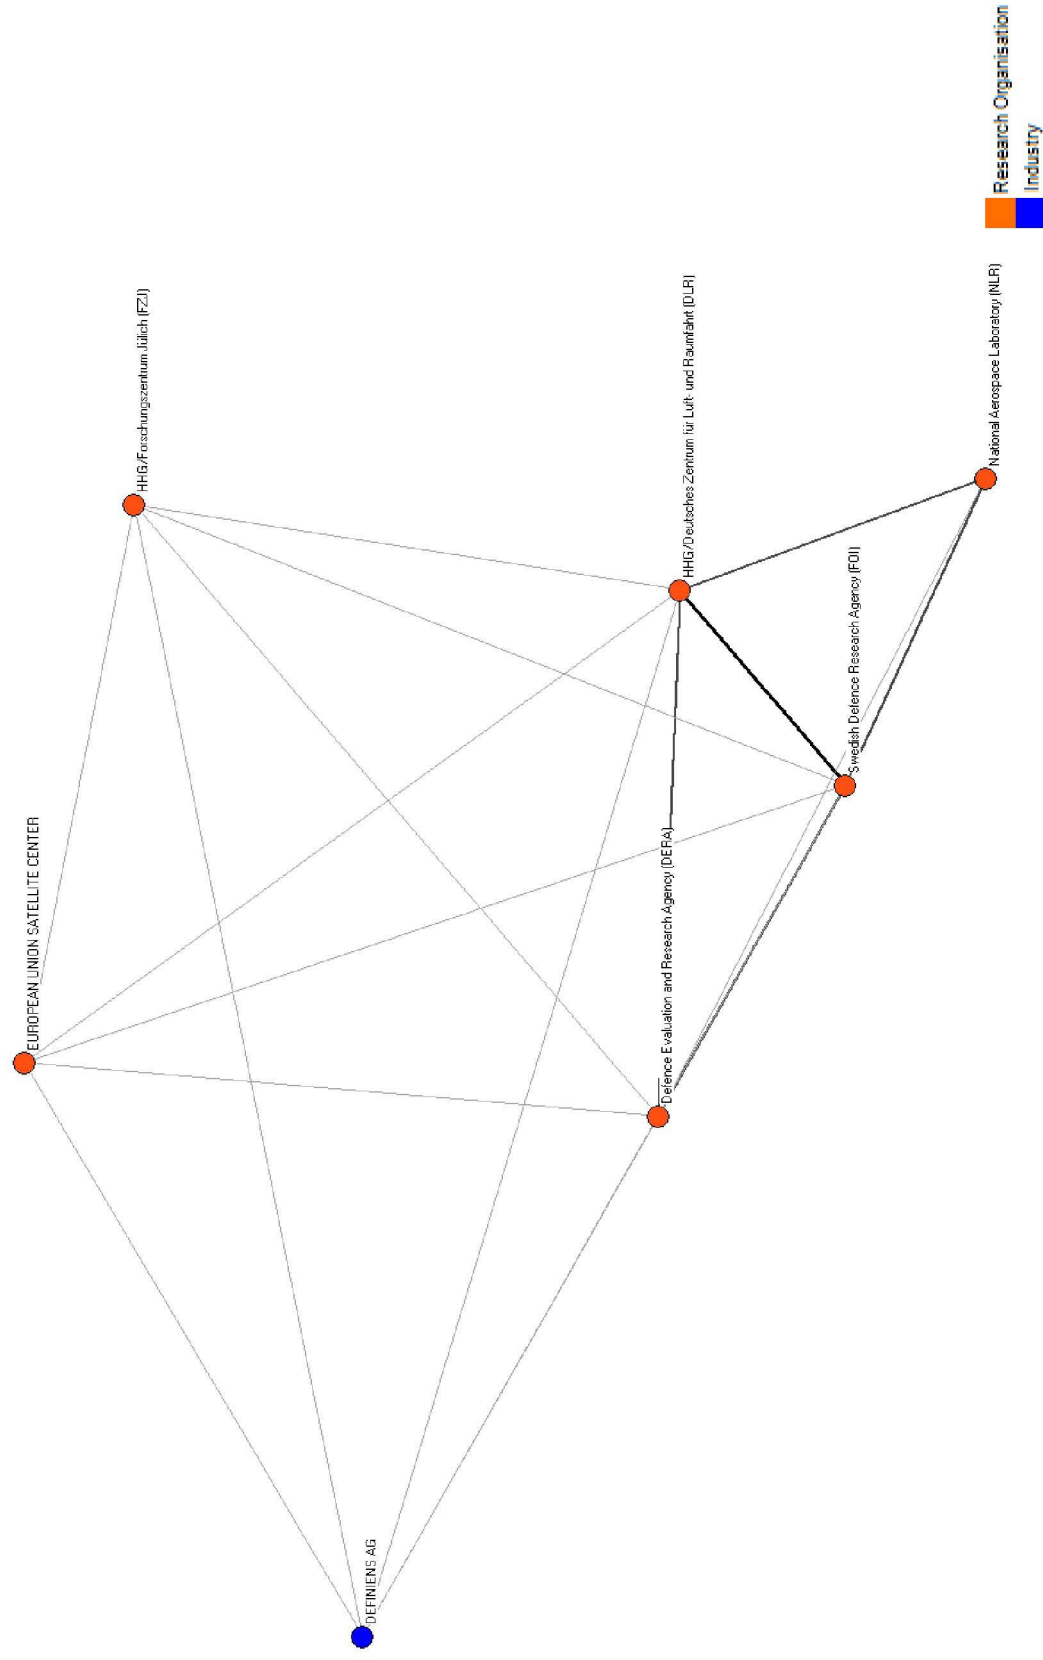 EUROPEAN UNION SATELLITE CENTER
HHG/Forschungszentrum Jülich (FZJ)
DEFINIENS AG
Defence Evaluation and Research Agency (DERA)
HHG/Deutsches Zentrum für Luft- und Raumfahrt (DLR)
Swedish Defence Research Agency (FOI)
National Aerospace Laboratory (NLR)
Research Organisation
Industry